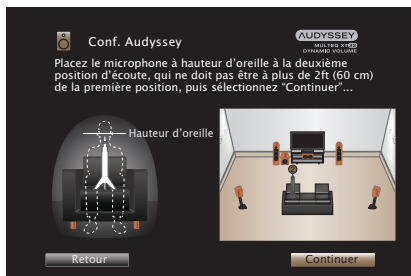 Conf. Audyssey
AUDYSSEY
MULTEQ XT32
DYNAMIC VOLUME
Placez le microphone à hauteur d'oreille à la deuxième
position d'écoute, qui ne doit pas être à plus de 2ft (60 cm)
de la première position, puis sélectionnez "Continuer"...
Hauteur d'oreille
Retour
Continuer